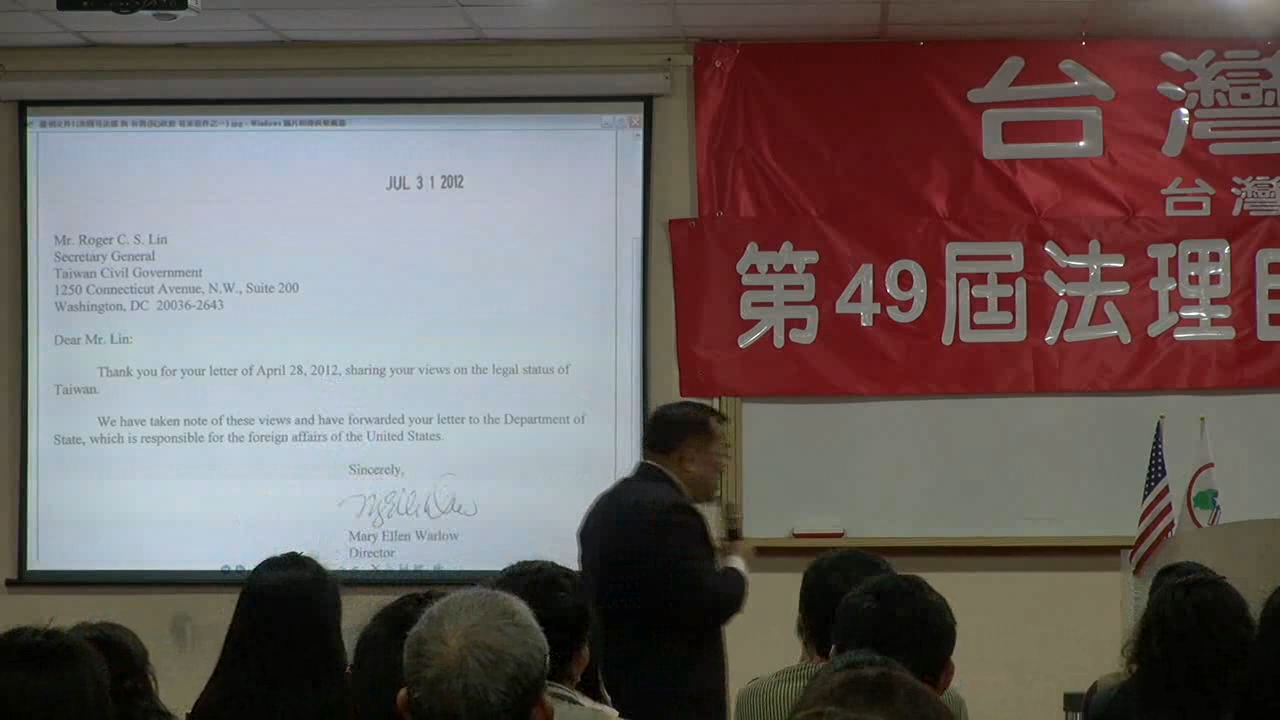 JUL 3 1 2012
Mr. Roger C. S. Lin
Secretary General
Taiwan Civil Government
1250 Connecticut Avenue, N.W., Suite 200
Washington, DC 20036-2643
Dear Mr. Lin:
Thank you for your letter of April 28, 2012, sharing your views on the legal status of
Taiwan.
We have taken note of these views and have forwarded your letter to the Department of
State, which is responsible for the foreign affairs of the United States.
Sincerely,
Mary Ellen Warlow
Director
台灣
台灣
第49屆法理